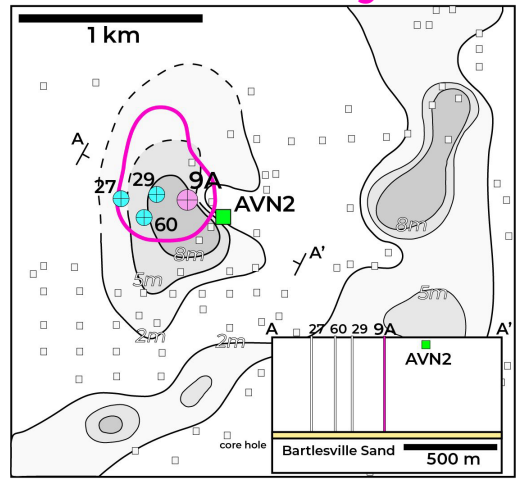 1 km
A
27
29
9A
AVN2
60
8m
A'
8m
5m
5m
2m
2m
A
27 60 29 9A
A'
AVN2
core hole
Bartlesville Sand
500 m